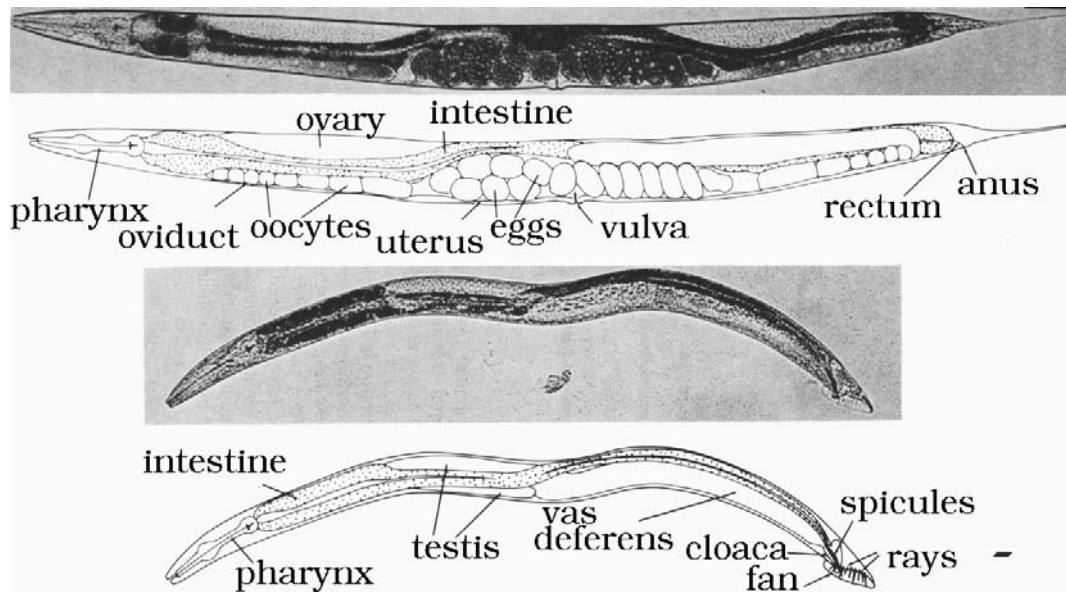 ovary
intestine
pharynx
oviduct
oocytes
uterus
eggs
vulva
rectum
anus
intestine
pharynx
testis
vas
deferens
spicules
cloaca
fan
rays